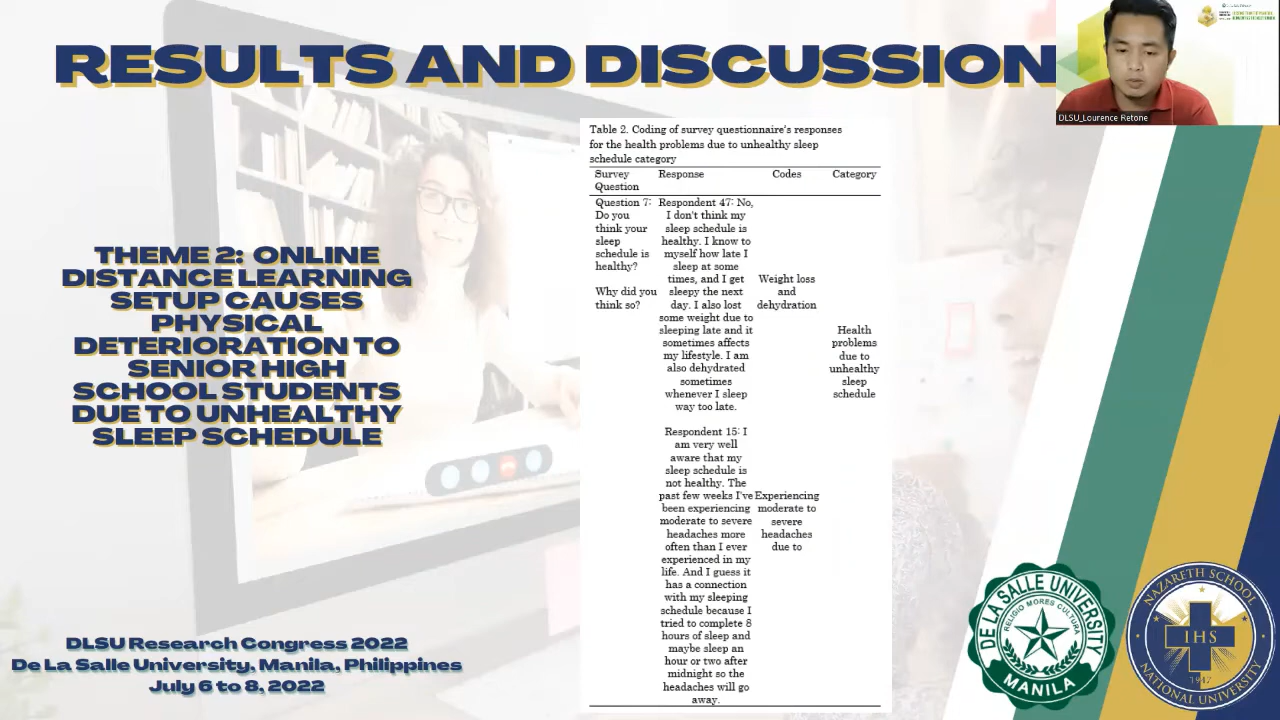 RESULTS AND DISCUSSION
DLSU_Lourence Retone
THEME 2: ONLINE
DISTANCE LEARNING
SETUP CAUSES
PHYSICAL
DETERIORATION TO
SENIOR HIGH
SCHOOL STUDENTS
DUE TO UNHEALTHY
SLEEP SCHEDULE
Table 2. Coding of survey questionnaire's responses
for the health problems due to unhealthy sleep
schedule category
Survey
Question
Response
Codes
Category
Question 7:
Do you
think your
sleep
schedule is
healthy?
Why did you
think so?
Respondent 47: No,
I don't think my
sleep schedule is
healthy. I know to
myself how late I
sleep at some
times, and I get
sleepy the next
day. I also lost
some weight due to
sleeping late and it
sometimes affects
my lifestyle. I am
also dehydrated
sometimes
whenever I sleep
way too late.
Weight loss
and
dehydration
Health
problems
due to
unhealthy
sleep
schedule
Respondent 15: I
am very well
aware that my
sleep schedule is
not healthy. The
past few weeks I've
been experiencing
moderate to severe
headaches more
often than I ever
experienced in my
life. And I guess it
has a connection
with my sleeping
schedule because I
tried to complete 8
hours of sleep and
maybe sleep an
hour or two after
midnight so the
headaches will go
away.
Experiencing
moderate to
severe
headaches
due to
DLSU Research Congress 2022
De La Salle University, Manila, Philippines
July 6 to 8, 2022
DE LA SALLE UNIVERSITY
RELIGIO MORES CULTURA
MANILA
NAZARETH SCHOOL
IHS
1917
NATIONAL UNIVERSITY